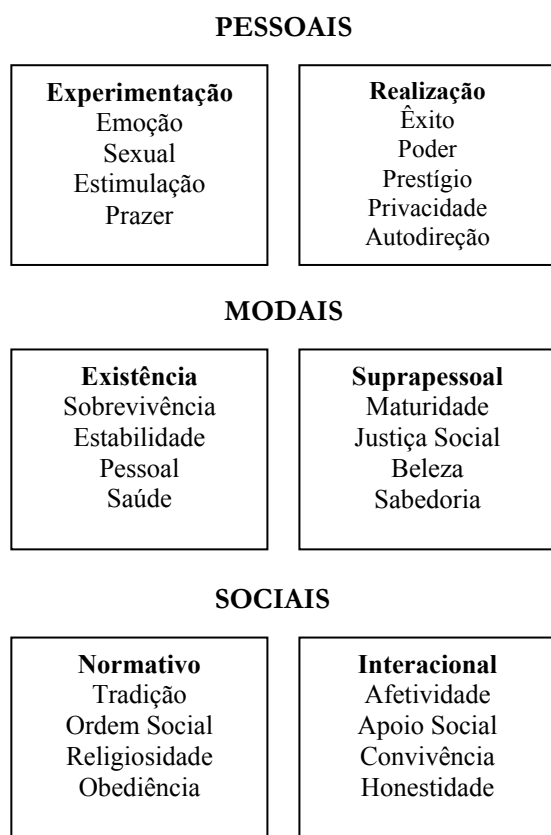 PESSOAIS
Experimentação
Emoção
Sexual
Estimulação
Prazer
Realização
Êxito
Poder
Prestígio
Privacidade
Autodireção
MODAIS
Existência
Sobrevivência
Estabilidade
Pessoal
Saúde
Suprapessoal
Maturidade
Justiça Social
Beleza
Sabedoria
SOCIAIS
Normativo
Tradição
Ordem Social
Religiosidade
Obediência
Interacional
Afetividade
Apoio Social
Convivência
Honestidade